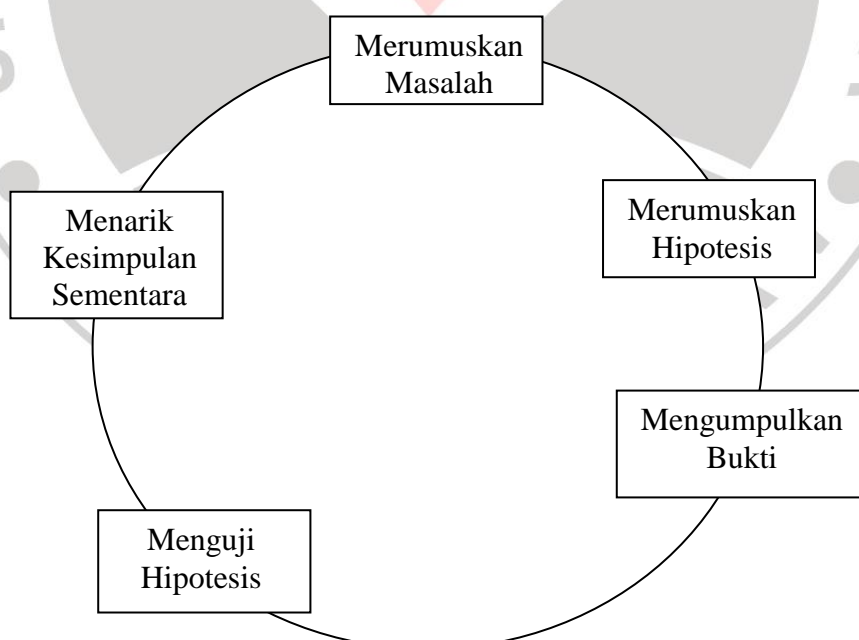 Merumuskan
Masalah
Merumuskan
Hipotesis
Mengumpulkan
Bukti
Menguji
Hipotesis
Menarik
Kesimpulan
Sementara